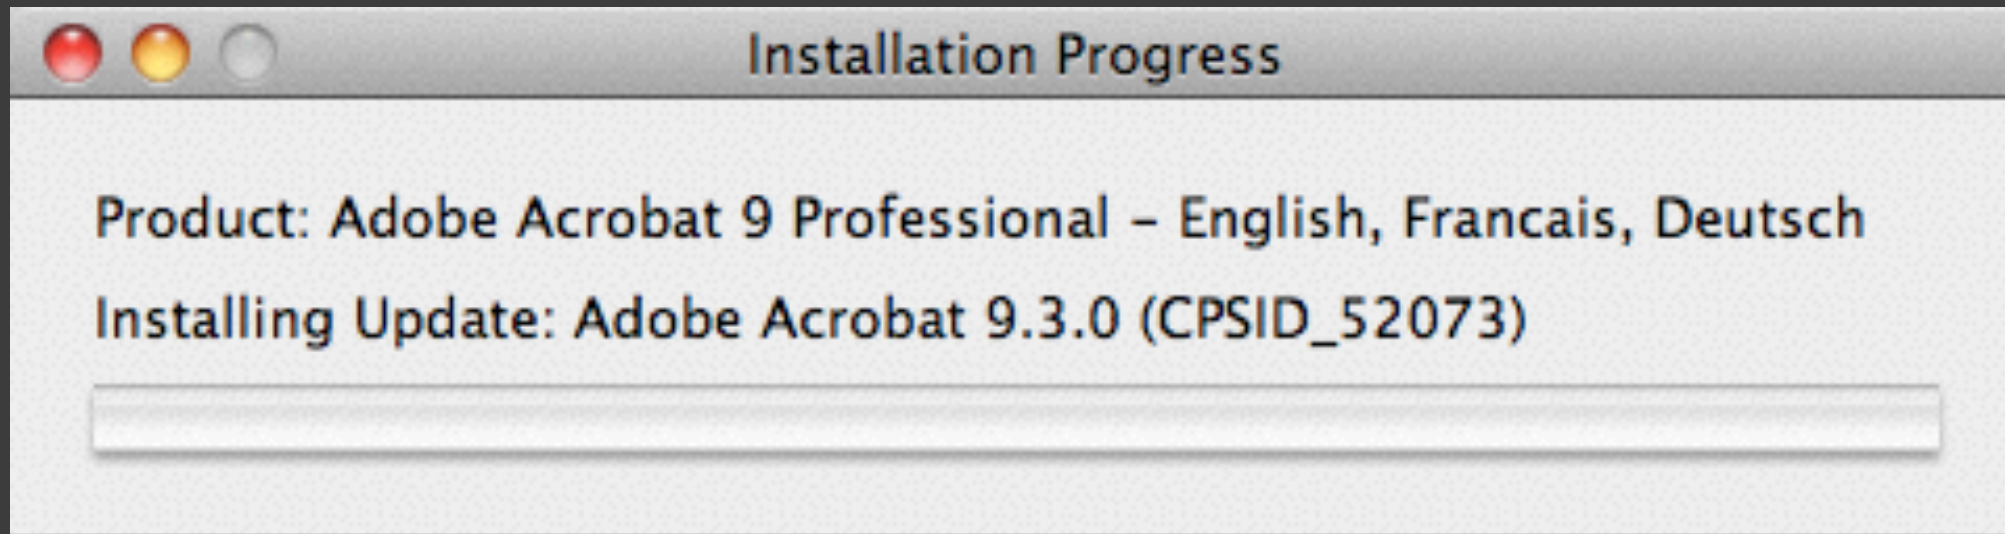 Installation Progress
Product: Adobe Acrobat 9 Professional – English, Francais, Deutsch
Installing Update: Adobe Acrobat 9.3.0 (CPSID_52073)